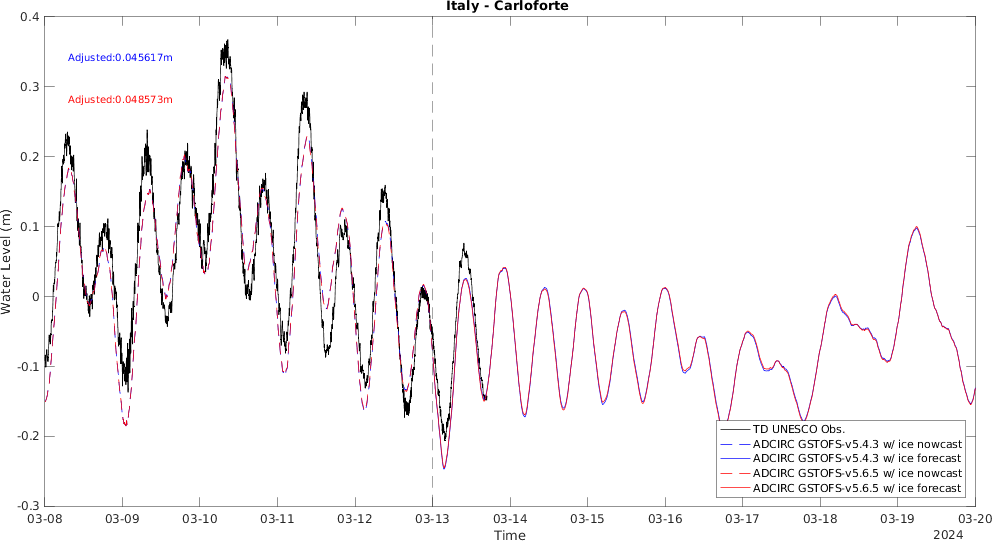 Italy - Carloforte
Adjusted:0.045617m
Adjusted:0.048573m
Water Level (m)
0.4
0.3
0.2
0.1
0
-0.1
-0.2
-0.3
TD UNESCO Obs.
ADCIRC GSTOFS-v5.4.3 w/ ice nowcast
ADCIRC GSTOFS-v5.4.3 w/ ice forecast
ADCIRC GSTOFS-v5.6.5 w/ ice nowcast
ADCIRC GSTOFS-v5.6.5 w/ ice forecast
03-08 03-09 03-10 03-11 03-12 03-13 03-14 03-15 03-16 03-17 03-18 03-19 03-20
Time
2024